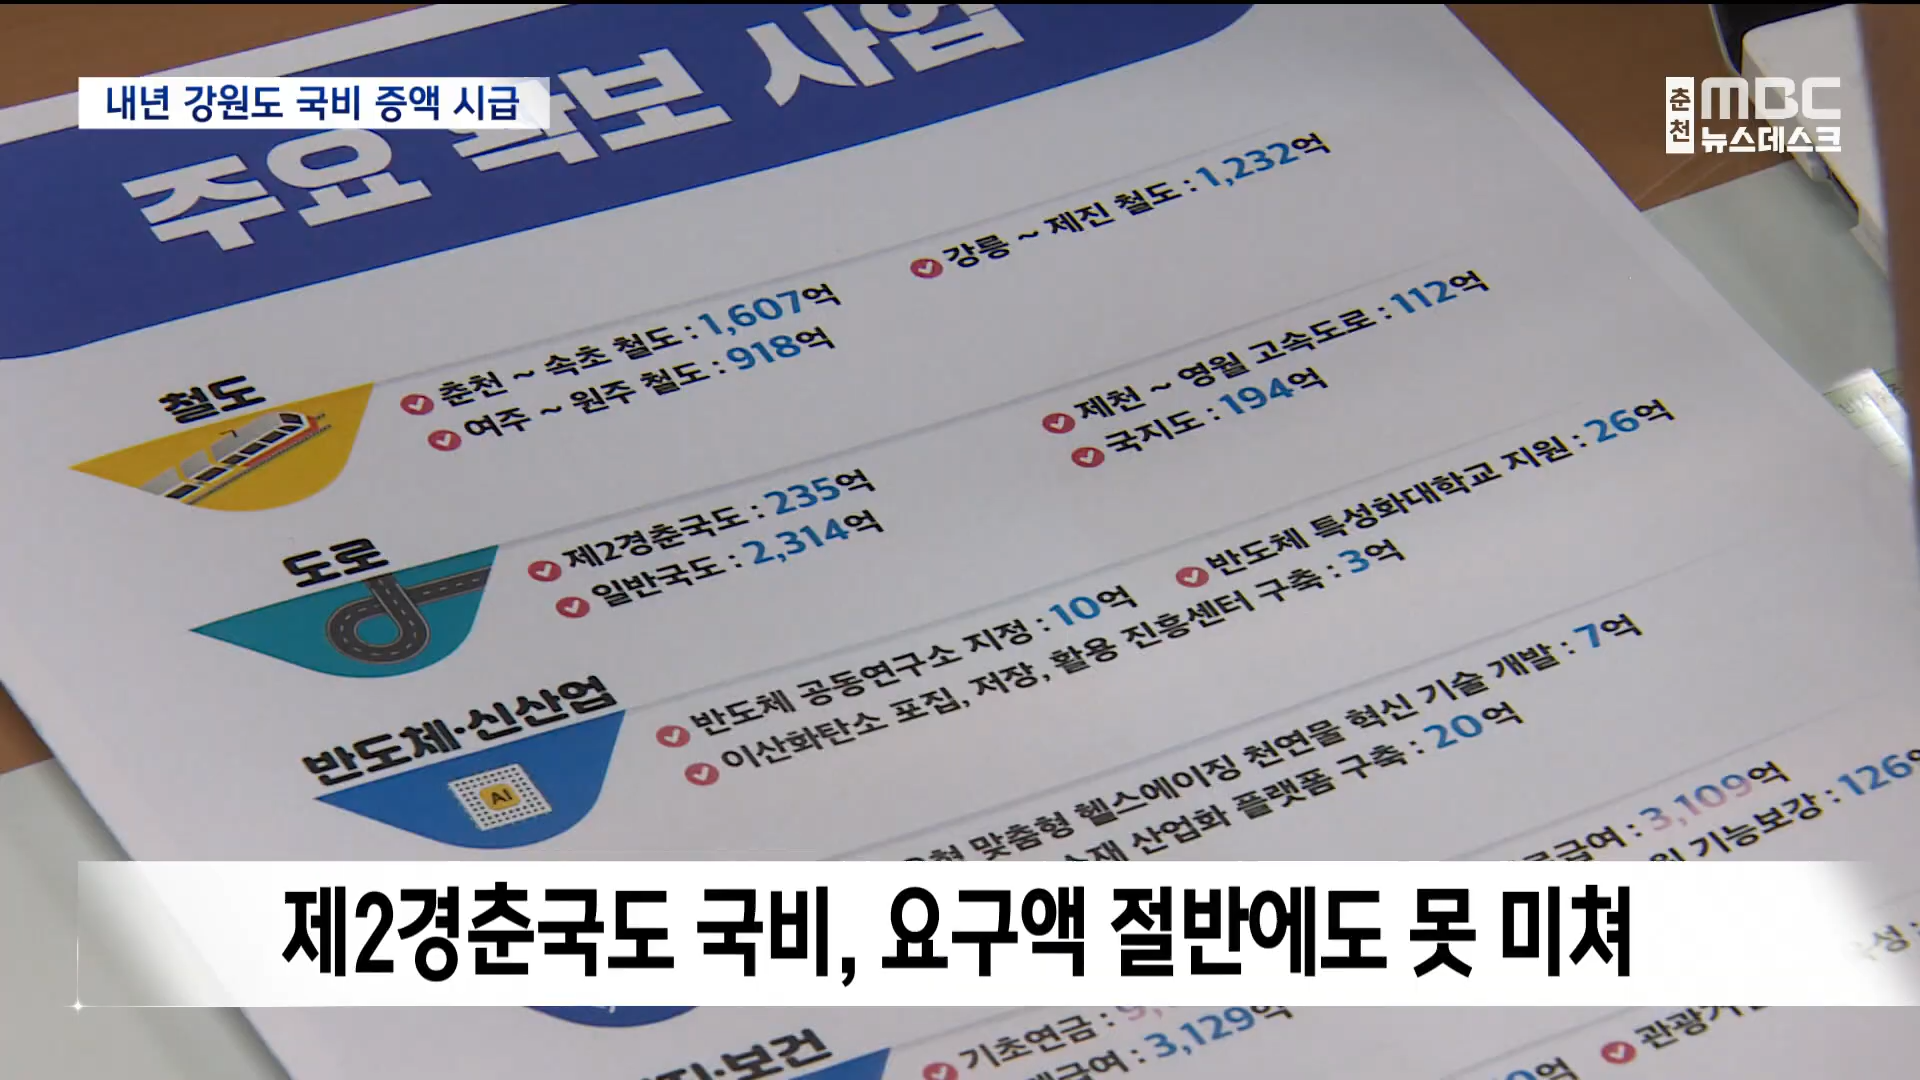 내년 강원도 국비 증액 시급
춘천
MBC
뉴스데스크
주요 확보 사업
철도
춘천 ~ 속초 철도 : 1,607억
강릉 ~ 제진 철도 : 1,232억
여주 ~ 원주 철도 : 918억
도로
제2경춘국도 : 235억
제천 ~ 영월 고속도로 : 112억
일반국도 : 2,314억
국지도 : 194억
반도체·신산업
반도체 공동연구소 지정 : 10억
반도체 특성화대학교 지원 : 26억
이산화탄소 포집, 저장, 활용 진흥센터 구축 : 3억
맞춤형 헬스에이징 천연물 혁신 기술 개발 : 7억
산업화 플랫폼 구축 : 20억
급여 : 3,109억
기능보강 : 126억
제2경춘국도 국비, 요구액 절반에도 못 미쳐
보건
기초연금 :
급여 : 3,129억